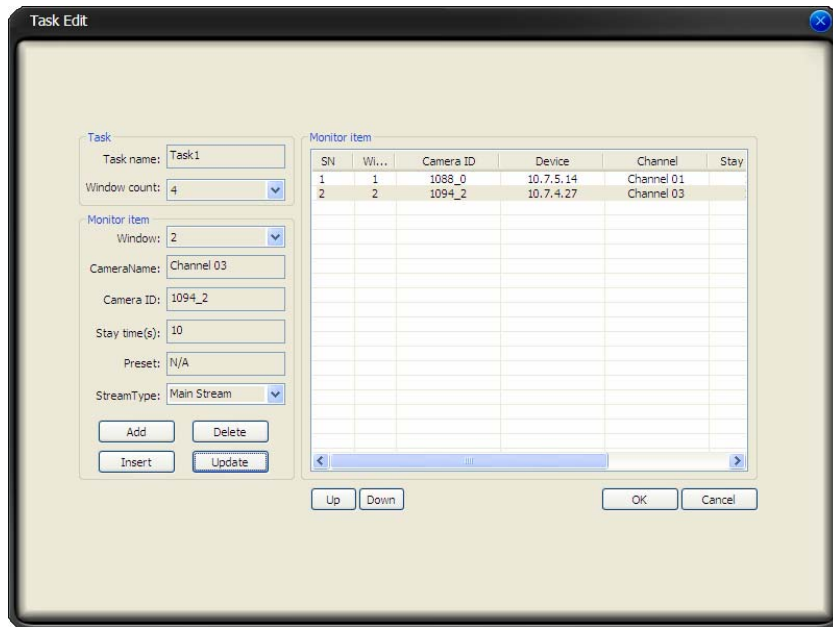 Task Edit
Task
Task name: Task1
Window count: 4
Monitor item
Window: 2
CameraName: Channel 03
Camera ID: 1094_2
Stay time(s): 10
Preset: N/A
StreamType: Main Stream
Add Delete
Insert Update
Monitor item
SN Wi... Camera ID Device Channel Stay
1 1 1088_0 10.7.5.14 Channel 01
2 2 1094_2 10.7.4.27 Channel 03
Up Down OK Cancel